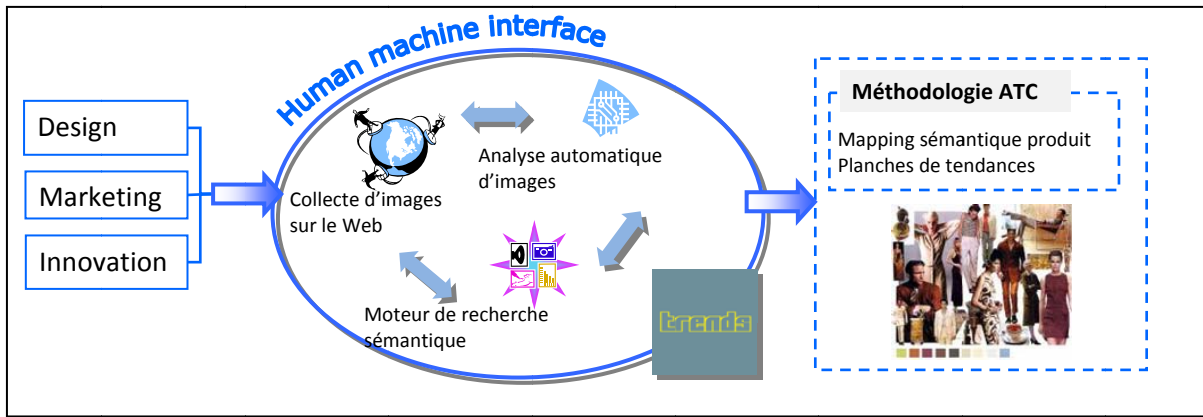 Human machine interface
Design
Marketing
Innovation
Collecte d’images
sur le Web
Analyse automatique
d’images
Moteur de recherche
sémantique
trends
Méthodologie ATC
Mapping sémantique produit
Planches de tendances